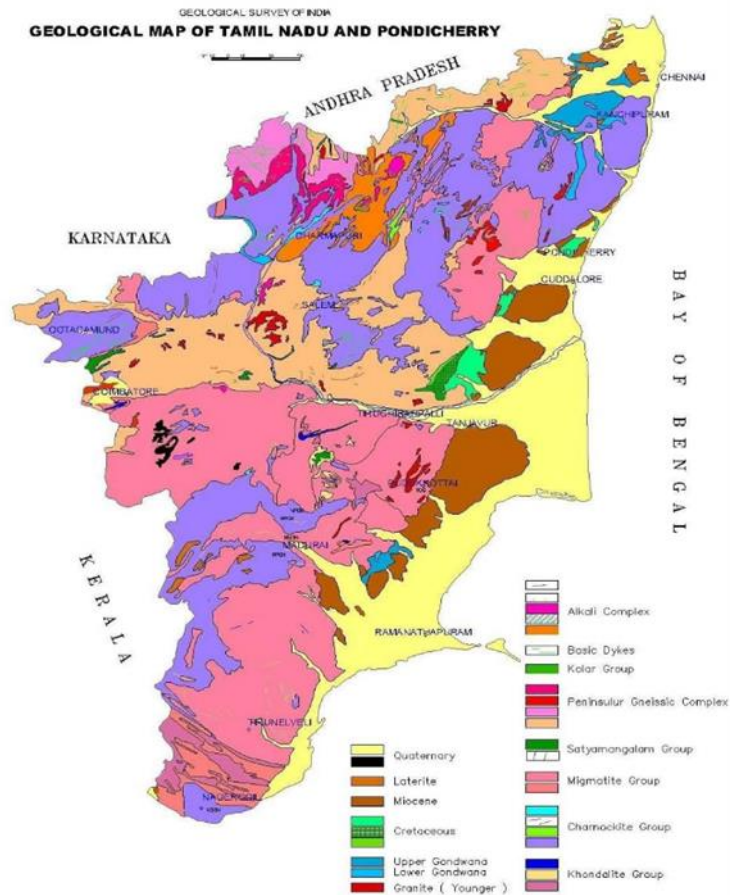 GEOLOGICAL SURVEY OF INDIA
GEOLOGICAL MAP OF TAMIL NADU AND PONDICHERRY
ANDHRA PRADESH
CHENNAI
KANCHIPURAM
KARNATAKA
DHARMAPURI
PONDICHERRY
CUDDALORE
SALEM
OOTACAMUND
COIMBATORE
TIRUCHIRAPPALLI
TANJAVUR
BAY OF BENGAL
PUDUKKOTTAI
MADURAI
KERALA
RAMANATHAPURAM
TIRUNELVELI
NAGERCOIL
Quaternary
Laterite
Miocene
Cretaceous
Upper Gondwana
Lower Gondwana
Granite ( Younger )
Alkali Complex
Basic Dykes
Kolar Group
Peninsular Gneissic Complex
Satyamangalam Group
Migmatite Group
Charnockite Group
Khondalite Group